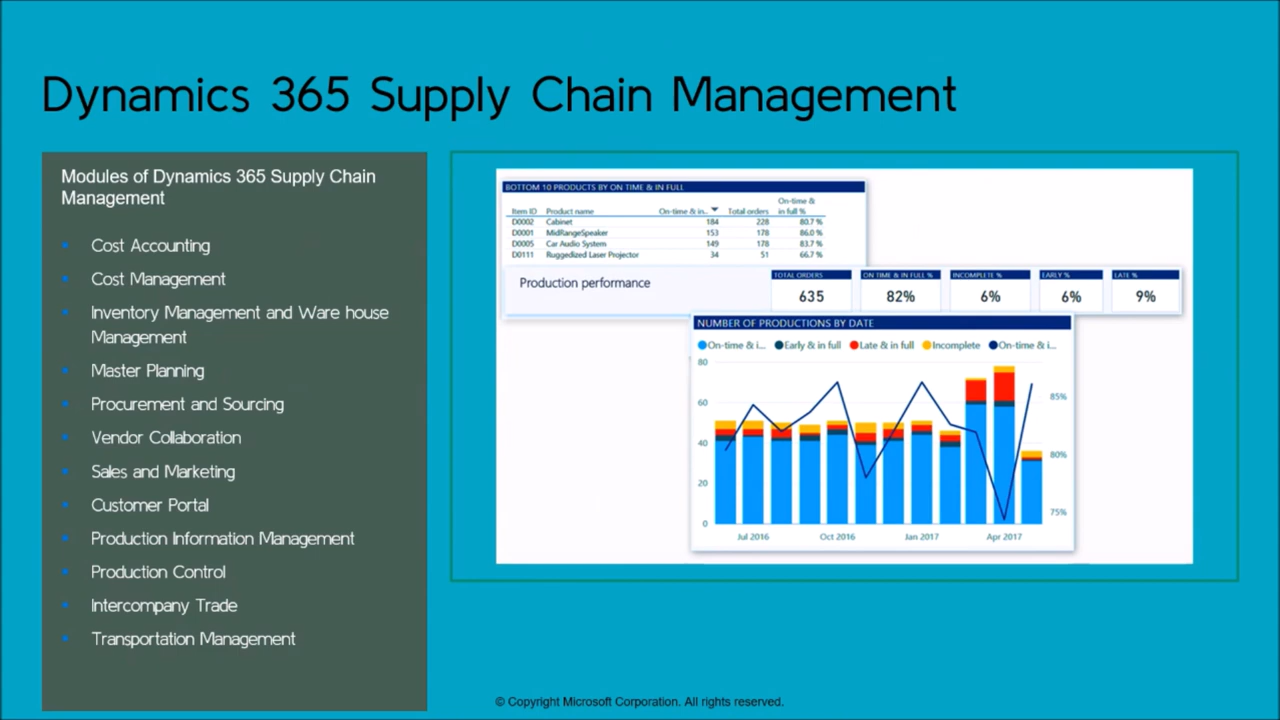 Dynamics 365 Supply Chain Management
Modules of Dynamics 365 Supply Chain
Management
Cost Accounting
Cost Management
Inventory Management and Ware house
Management
Master Planning
Procurement and Sourcing
Vendor Collaboration
Sales and Marketing
Customer Portal
Production Information Management
Production Control
Intercompany Trade
Transportation Management
BOTTOM 10 PRODUCTS BY ON TIME & IN FULL
Item ID Product name On-time & in.. Total orders On-time & in full %
D0002 Cabinet 184 228 80.7 %
D0001 MidRangeSpeaker 153 178 86.0 %
D0005 Car Audio System 149 178 83.7 %
D0111 Ruggedized Laser Projector 34 51 66.7 %
Production performance
TOTAL ORDERS ON TIME & IN FULL % INCOMPLETE % EARLY % LATE %
635 82% 6% 6% 9%
NUMBER OF PRODUCTIONS BY DATE
On-time & i... Early & in full Late & in full Incomplete On-time & i...
80
60 85%
40 80%
20
0 75%
Jul 2016 Oct 2016 Jan 2017 Apr 2017
© Copyright Microsoft Corporation. All rights reserved.